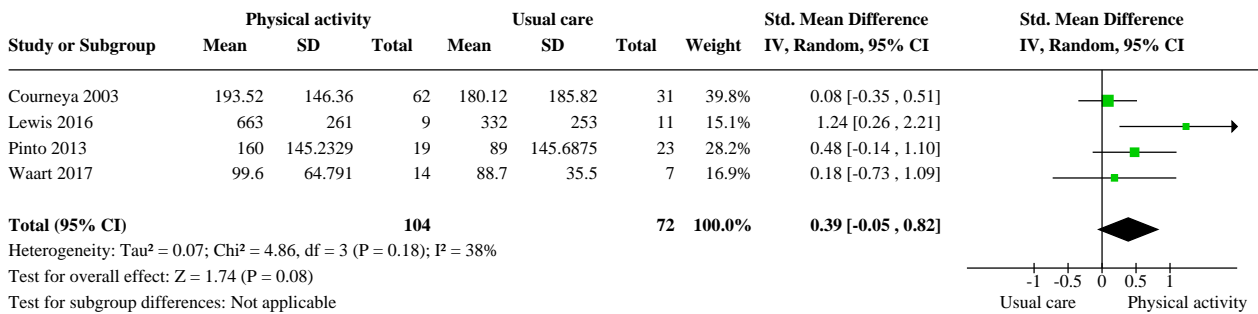 Physical activity Usual care Std. Mean Difference Std. Mean Difference
Study or Subgroup Mean SD Total Mean SD Total Weight IV, Random, 95% CI IV, Random, 95% CI
Courneya 2003 193.52 146.36 62 180.12 185.82 31 39.8% 0.08 [-0.35 , 0.51]
Lewis 2016 663 261 9 332 253 11 15.1% 1.24 [0.26 , 2.21]
Pinto 2013 160 145.2329 19 89 145.6875 23 28.2% 0.48 [-0.14 , 1.10]
Waart 2017 99.6 64.791 14 88.7 35.5 7 16.9% 0.18 [-0.73 , 1.09]
Total (95% CI) 104 72 100.0% 0.39 [-0.05 , 0.82]
Heterogeneity: Tau² = 0.07; Chi² = 4.86, df = 3 (P = 0.18); I² = 38%
Test for overall effect: Z = 1.74 (P = 0.08)
-1 -0.5 0 0.5 1
Test for subgroup differences: Not applicable Usual care Physical activity